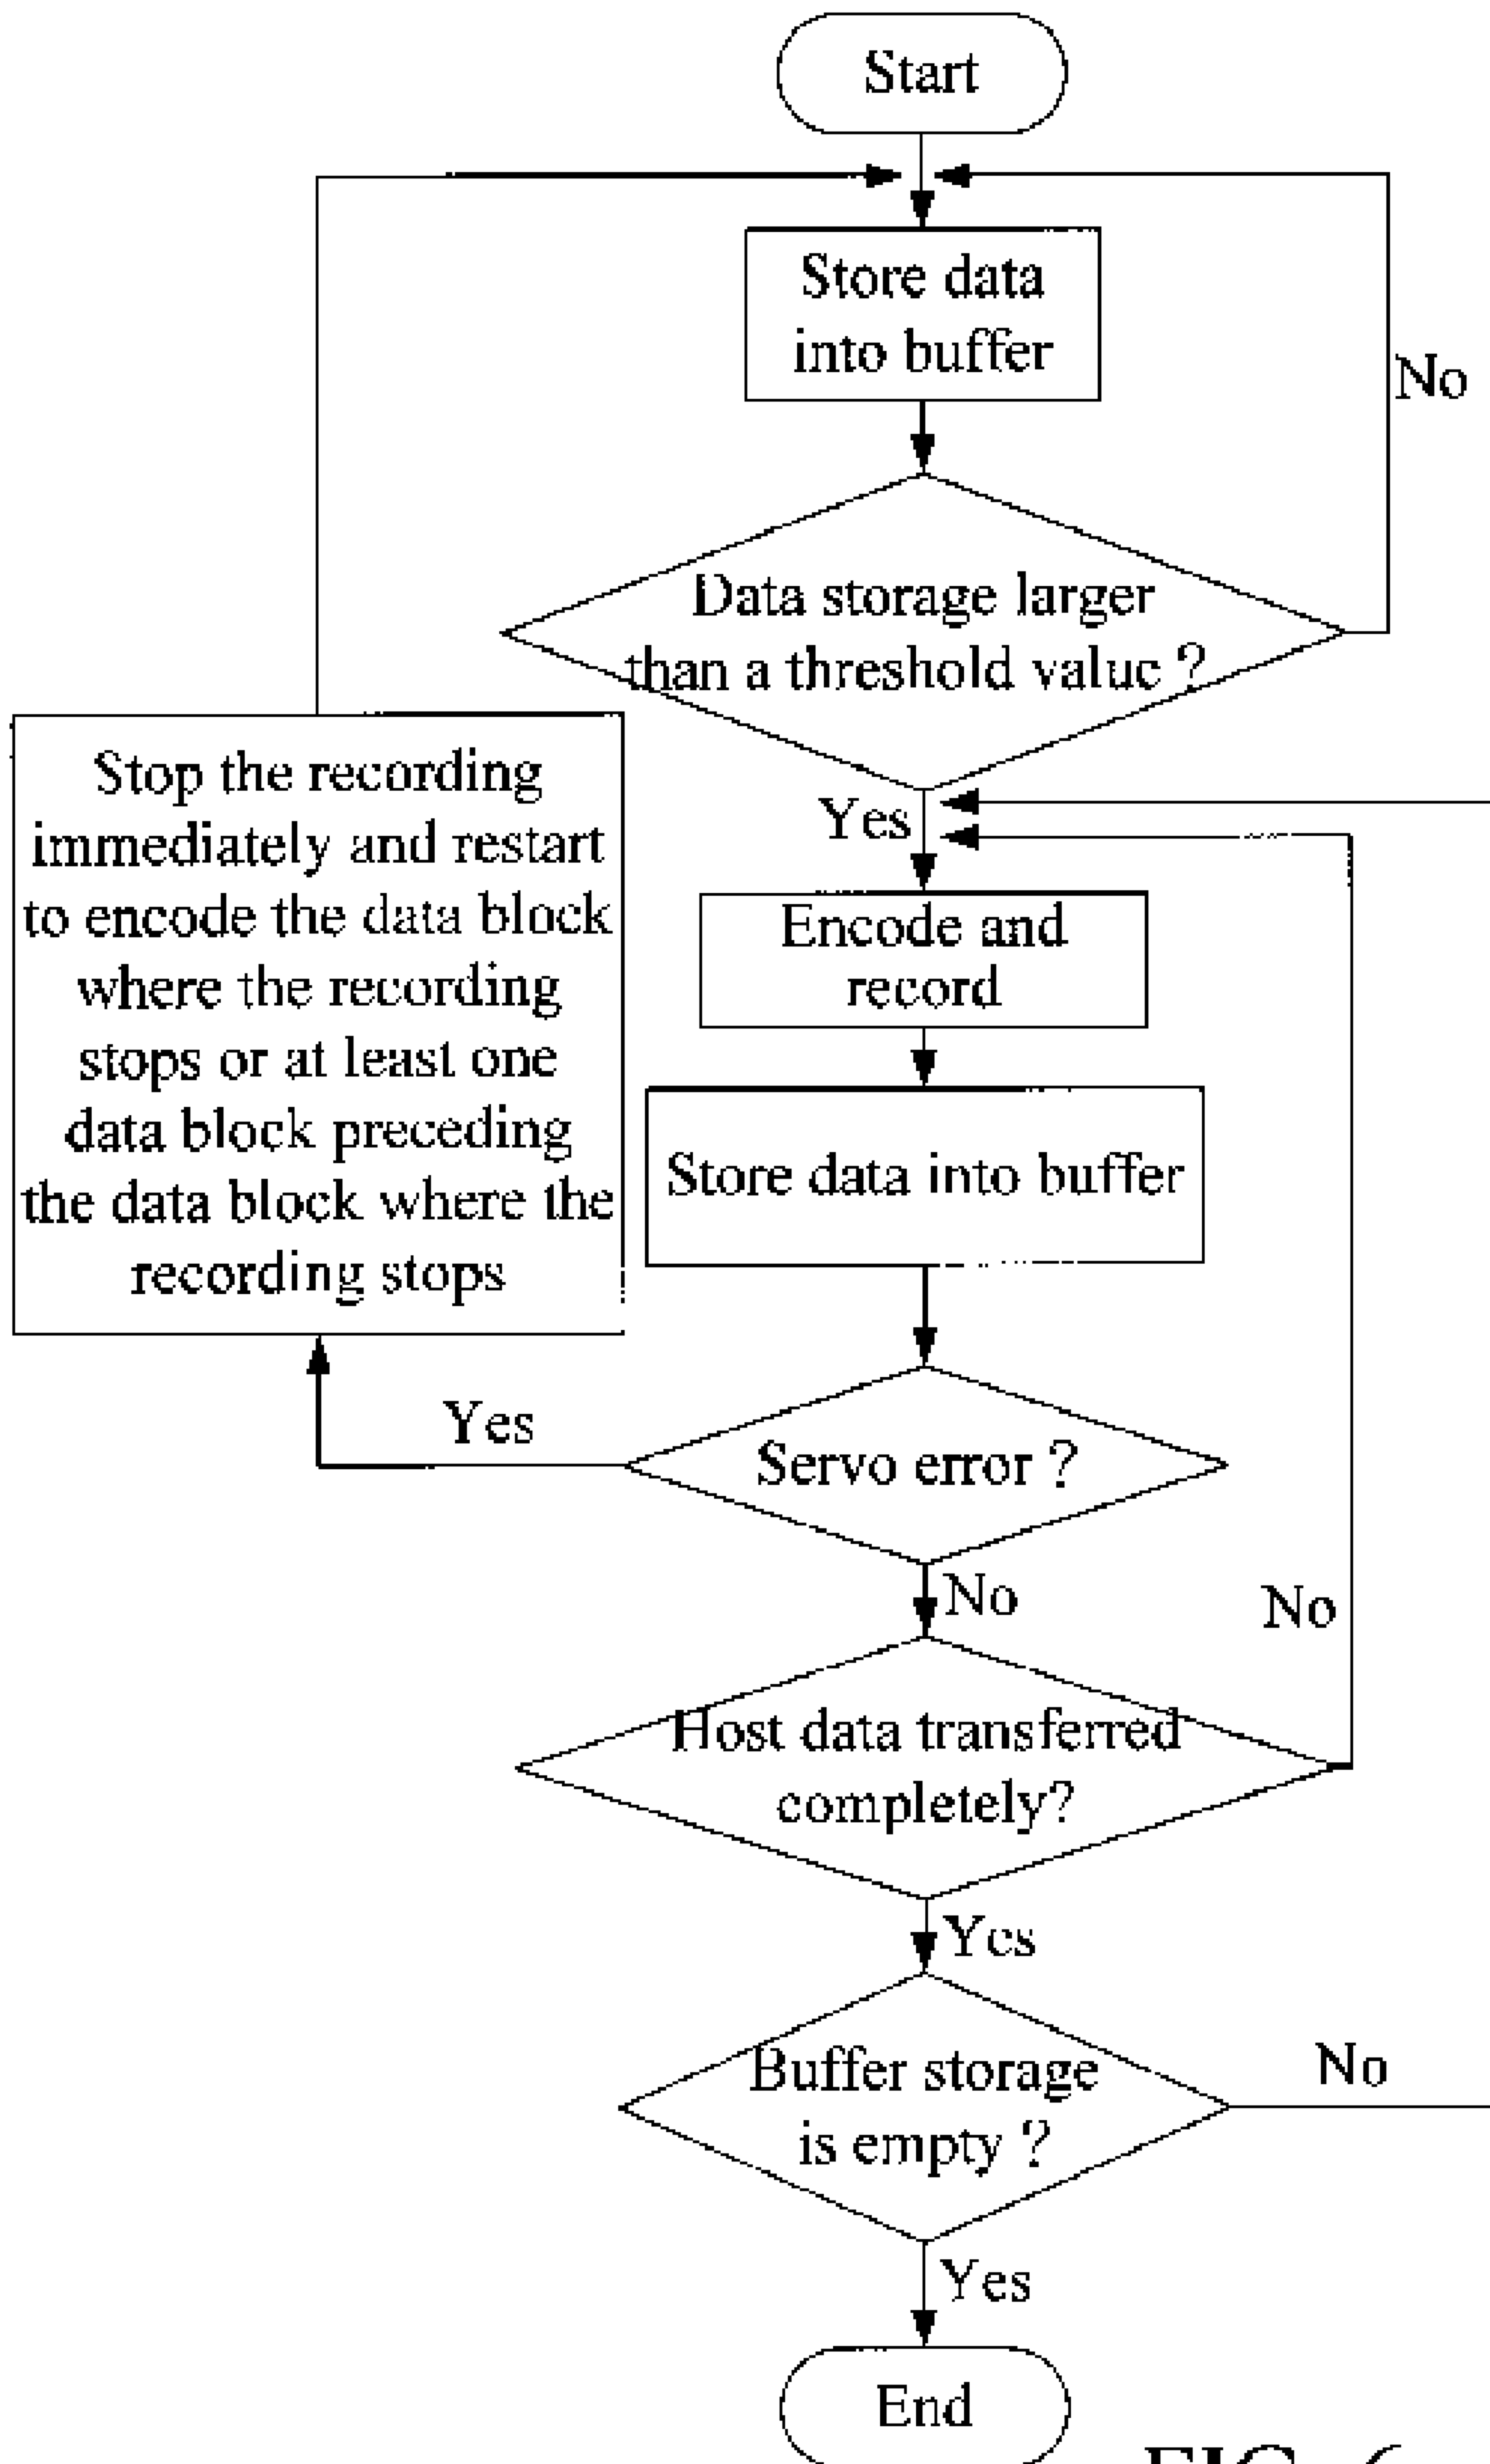 Start
Store data
into buffer
No
Data storage larger
than a threshold value ?
Yes
Stop the recording
immediately and restart
to encode the data block
where the recording
stops or at least one
data block preceding
the data block where the
recording stops
Encode and
record
Store data into buffer
Yes
Servo error ?
No
No
Host data transferred
completely?
Yes
Buffer storage
is empty ?
No
Yes
End